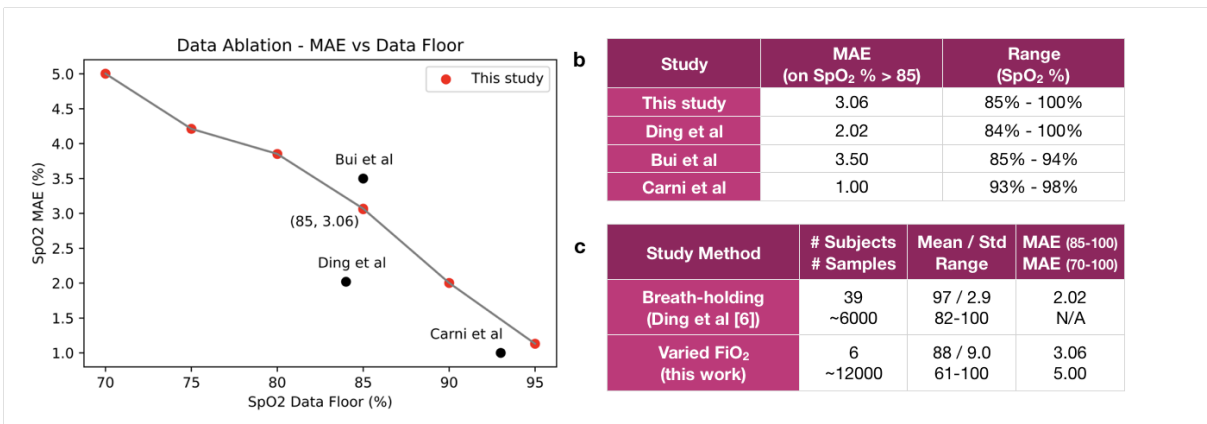 Data Ablation - MAE vs Data Floor
This study
5.0
4.5
4.0
3.5
3.0
2.5
2.0
1.5
1.0
SpO2 MAE (%)
Bui et al
(85, 3.06)
Ding et al
Carni et al
70 75 80 85 90 95
SpO2 Data Floor (%)
b
Study MAE Range
(on SpO₂ % > 85) (SpO₂ %)
This study 3.06 85% - 100%
Ding et al 2.02 84% - 100%
Bui et al 3.50 85% - 94%
Carni et al 1.00 93% - 98%
c
Study Method # Subjects Mean / Std MAE (85-100)
# Samples Range MAE (70-100)
Breath-holding 39 97 / 2.9 2.02
(Ding et al [6]) ~6000 82-100 N/A
Varied FiO₂ 6 88 / 9.0 3.06
(this work) ~12000 61-100 5.00